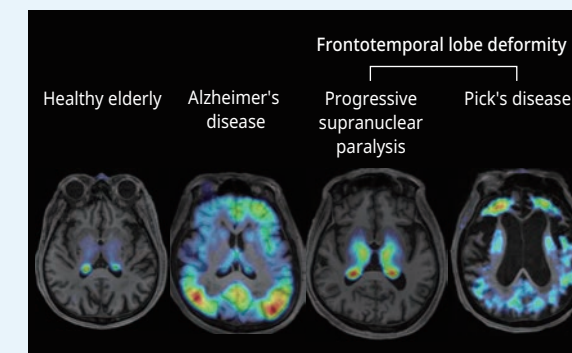 Frontotemporal lobe deformity
Healthy elderly
Alzheimer's
disease
Progressive
supranuclear
paralysis
Pick's disease